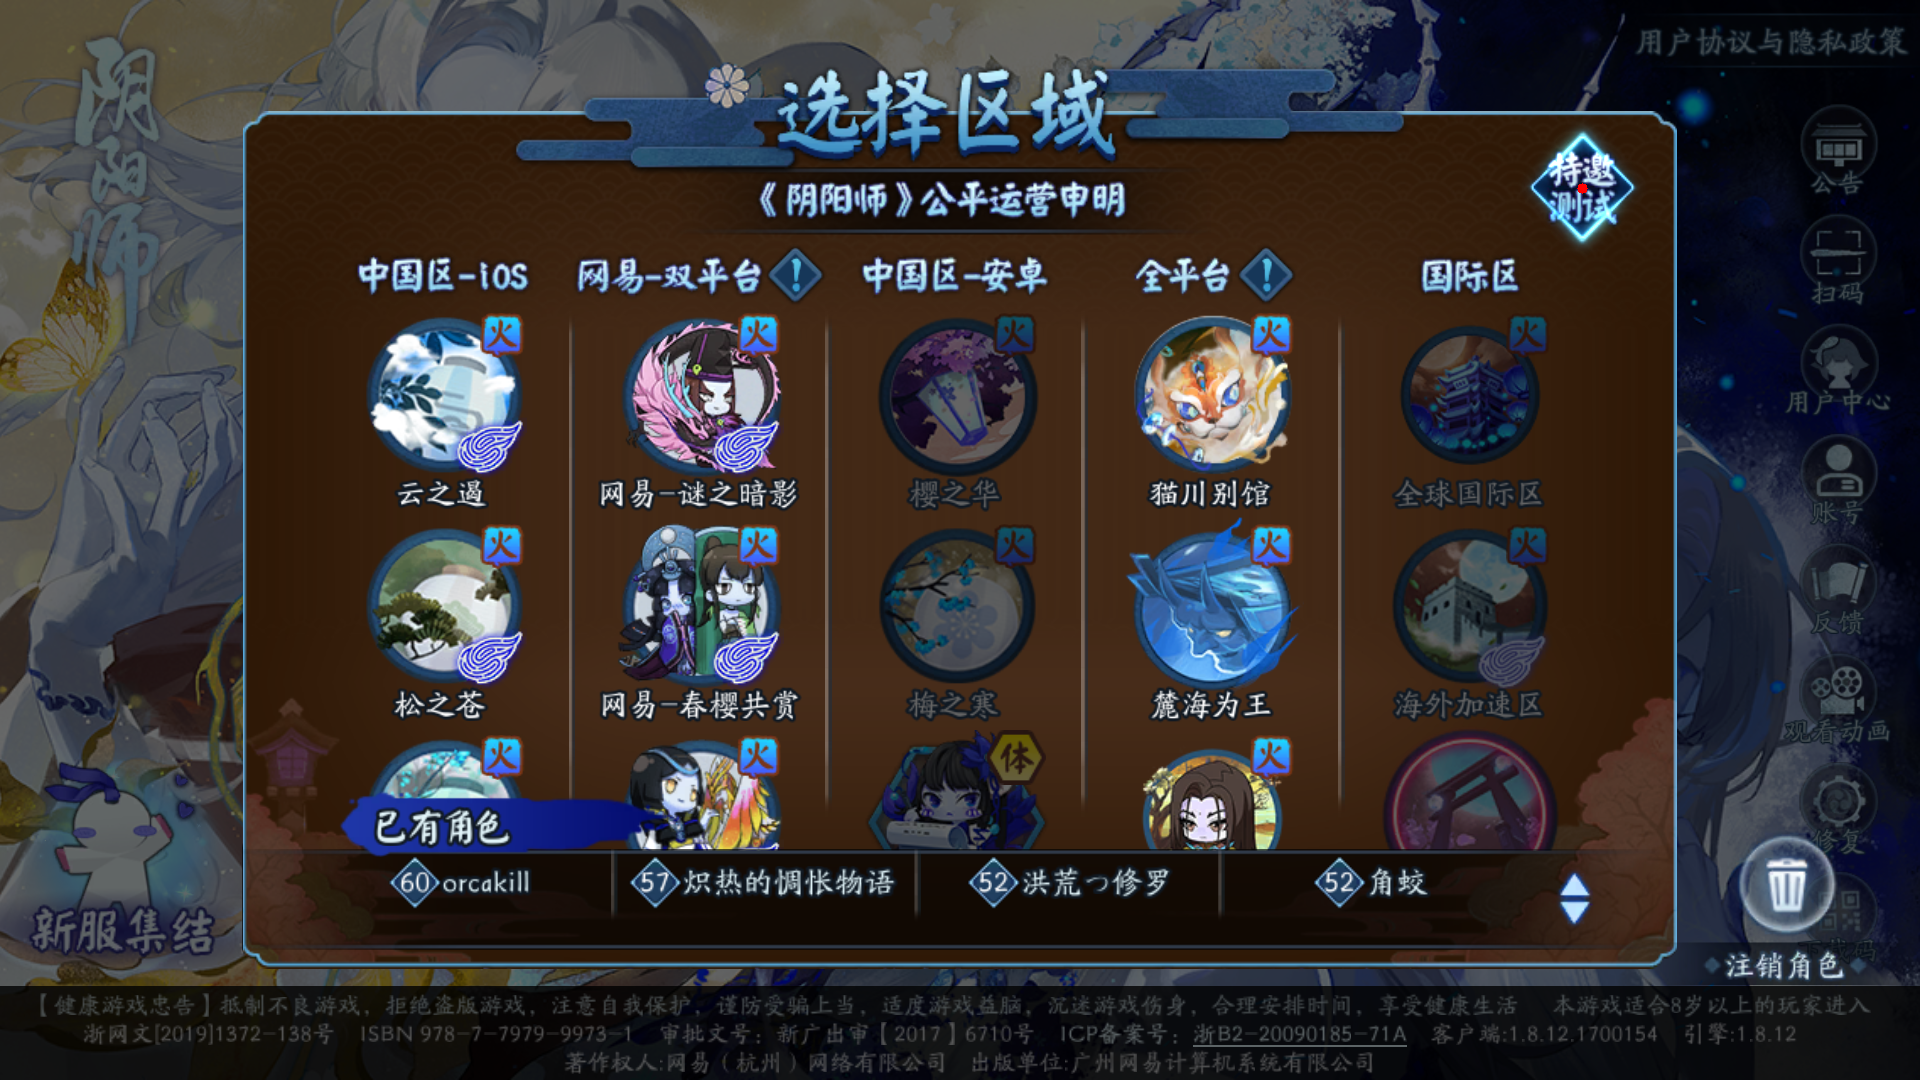 阴阳师
用户协议与隐私政策
选择区域
《阴阳师》公平运营申明
特邀
测试
中国区-iOS
网易-双平台
!
中国区-安卓
全平台
!
国际区
火
火
火
火
火
云之遏
网易-谜之暗影
樱之华
猫川别馆
全球国际区
火
火
火
火
火
松之苍
网易-春樱共赏
梅之寒
麓海为王
海外加速区
火
火
体
火
已有角色
60 orcakill
57 炽热的惆怅物语
52 洪荒つ修罗
52 角蛟
公告
扫码
用户中心
账号
反馈
观看动画
修复
注销角色
新服集结
【健康游戏忠告】抵制不良游戏，拒绝盗版游戏，注意自我保护，谨防受骗上当，适度游戏益脑，沉迷游戏伤身，合理安排时间，享受健康生活 本游戏适合8岁以上的玩家进入
浙网文[2019]1372-138号 ISBN 978-7-7979-9973-1 审批文号：新广出审【2017】6710号 ICP备案号：浙B2-20090185-71A 客户端:1.8.12.1700154 引擎:1.8.12
著作权人:网易（杭州）网络有限公司 出版单位:广州网易计算机系统有限公司